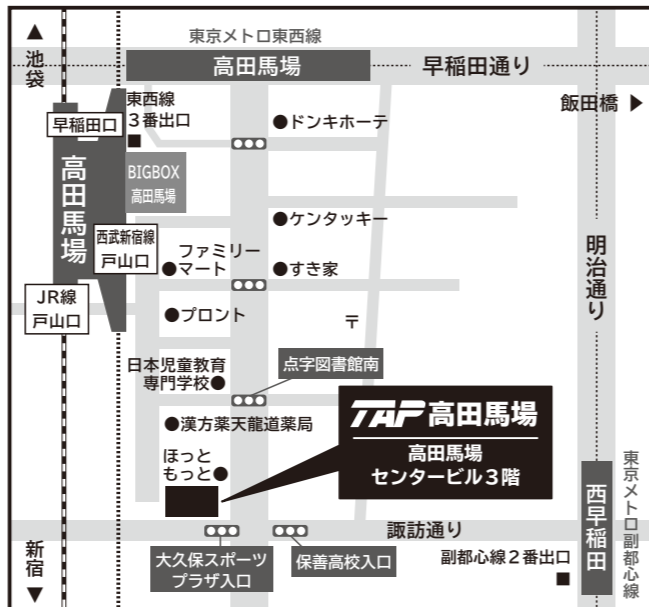 東京メトロ東西線
▲
池袋
高田馬場
早稲田通り
飯田橋 ▶
東西線
3番出口
■
早稲田口
●ドンキホーテ
高田馬場
BIGBOX
高田馬場
●ケンタッキー
西武新宿線
戸山口
ファミリー
●マート
●すき家
明治通り
JR線
戸山口
●プロント
〒
日本児童教育
専門学校●
点字図書館南
TAP 高田馬場
高田馬場
センタービル3階
●漢方薬天龍道薬局
ほっと
もっと●
諏訪通り
西早稲田
東京メトロ副都心線
新宿
▼
大久保スポーツ
プラザ入口
保善高校入口
副都心線2番出口
■